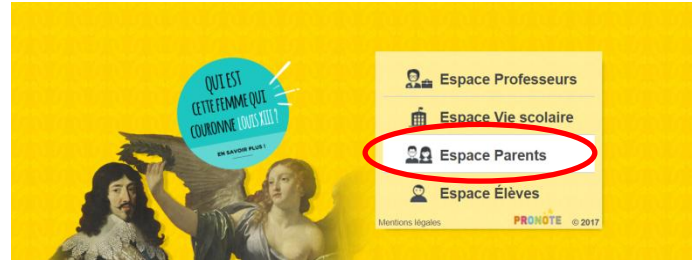 QUI EST
CETTE FEMME QUI
COURONNE LOUIS XIII ?
EN SAVOIR PLUS !
Espace Professeurs
Espace Vie scolaire
Espace Parents
Espace Élèves
Mentions légales PRONOTE © 2017